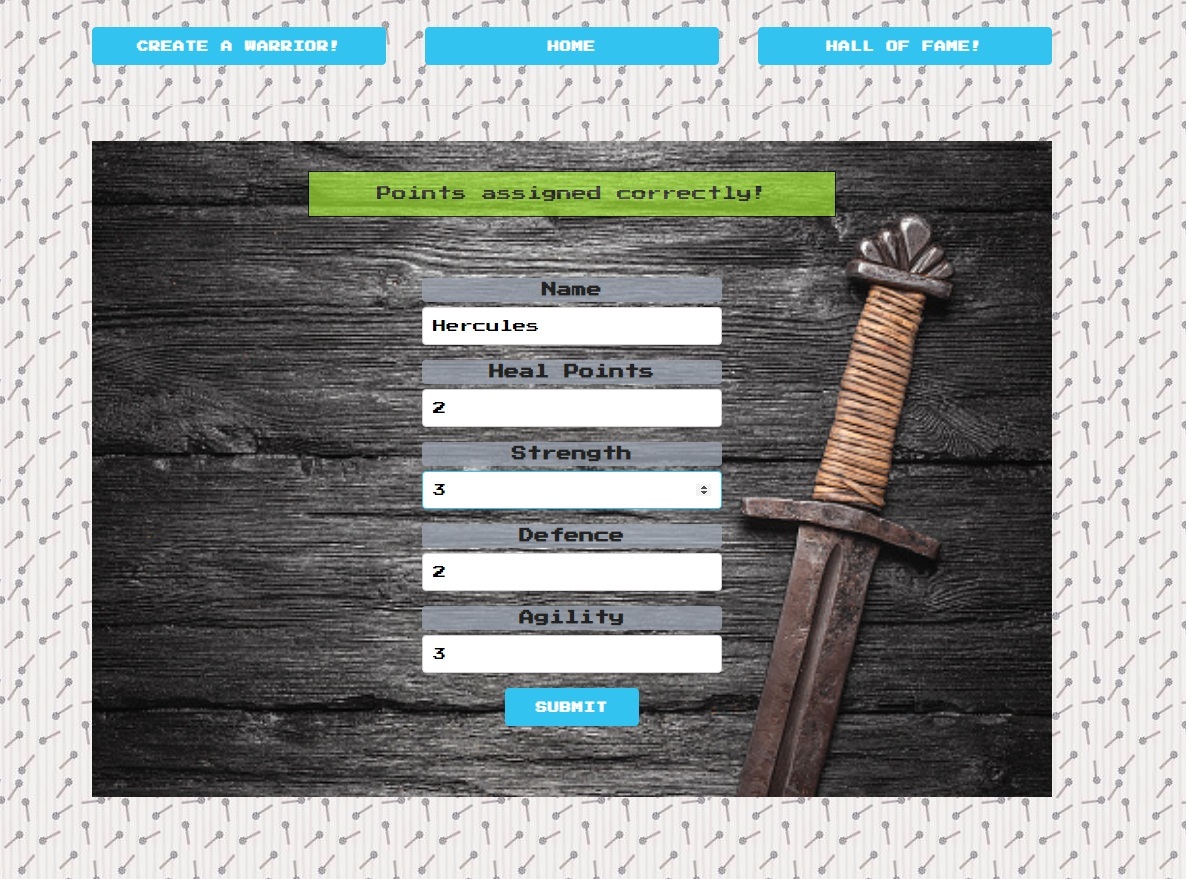 CREATE A WARRIOR!
HOME
HALL OF FAME!
Points assigned correctly!
Name
Hercules
Heal Points
2
Strength
3
Defence
2
Agility
3
SUBMIT